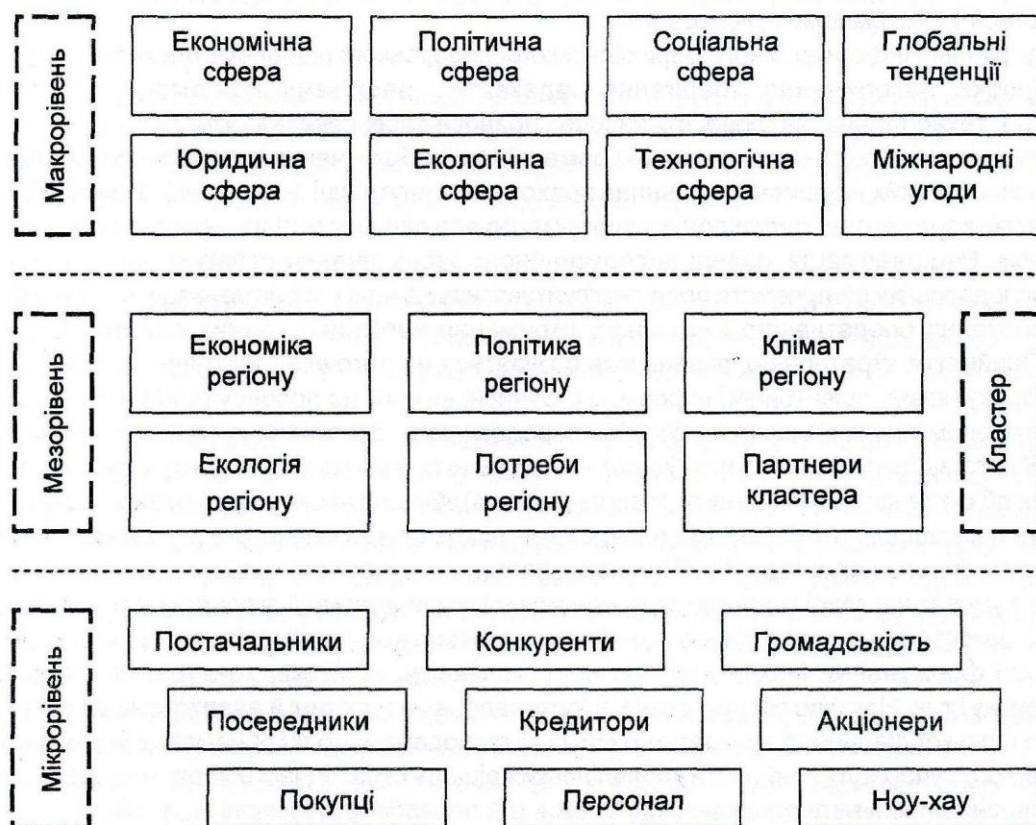 Макрорівень
Економічна
сфера
Політична
сфера
Соціальна
сфера
Глобальні
тенденції
Юридична
сфера
Екологічна
сфера
Технологічна
сфера
Міжнародні
угоди
Мезорівень
Економіка
регіону
Політика
регіону
Клімат
регіону
Екологія
регіону
Потреби
регіону
Партнери
кластера
Кластер
Мікрорівень
Постачальники
Конкуренти
Громадськість
Посередники
Кредитори
Акціонери
Покупці
Персонал
Ноу-хау